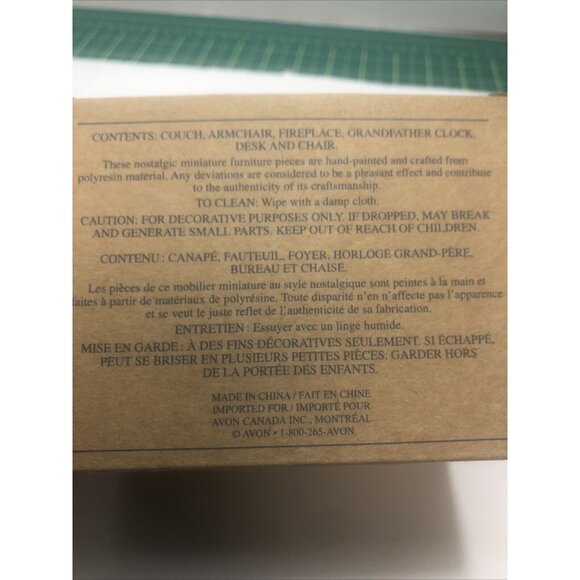 CONTENTS: COUCH, ARMCHAIR, FIREPLACE, GRANDFATHER CLOCK,
DESK AND CHAIR.
These nostalgic miniature furniture pieces are hand-painted and crafted from
polyresin material. Any deviations are considered to be a pleasant effect and contribute
to the authenticity of its craftsmanship.
TO CLEAN: Wipe with a damp cloth.
CAUTION: FOR DECORATIVE PURPOSES ONLY. IF DROPPED, MAY BREAK
AND GENERATE SMALL PARTS. KEEP OUT OF REACH OF CHILDREN.
CONTENU : CANAPÉ, FAUTEUIL, FOYER, HORLOGE GRAND-PÈRE,
BUREAU ET CHAISE.
Les pièces de ce mobilier miniature au style nostalgique sont peintes à la main et
faites à partir de matériaux de polyrésine. Toute disparité n'en n'affecte pas l'apparence
et se veut le juste reflet de l'authenticité de sa fabrication.
ENTRETIEN : Essuyer avec un linge humide.
MISE EN GARDE : À DES FINS DÉCORATIVES SEULEMENT. SI ÉCHAPPÉ,
PEUT SE BRISER EN PLUSIEURS PETITES PIÈCES. GARDER HORS
DE LA PORTÉE DES ENFANTS.
MADE IN CHINA / FAIT EN CHINE
IMPORTED FOR / IMPORTÉ POUR
AVON CANADA INC., MONTRÉAL
© AVON • 1-800-265-AVON